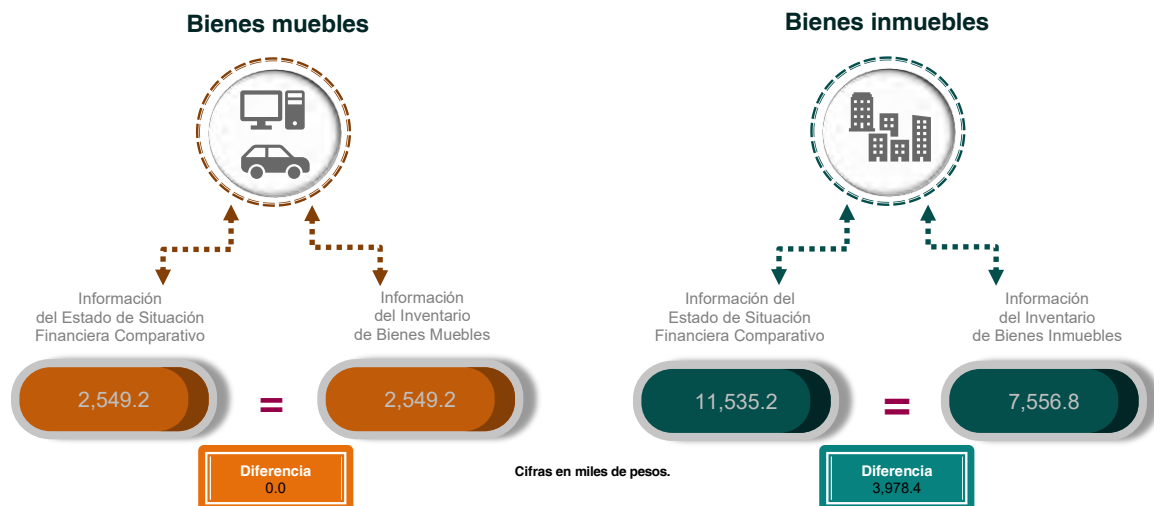 Bienes muebles
Información
del Estado de Situación
Financiera Comparativo
Información
del Inventario
de Bienes Muebles
2,549.2
=
2,549.2
Diferencia
0.0
Cifras en miles de pesos.
Bienes inmuebles
Información del
Estado de Situación
Financiera Comparativo
Información
del Inventario
de Bienes Inmuebles
11,535.2
=
7,556.8
Diferencia
3,978.4